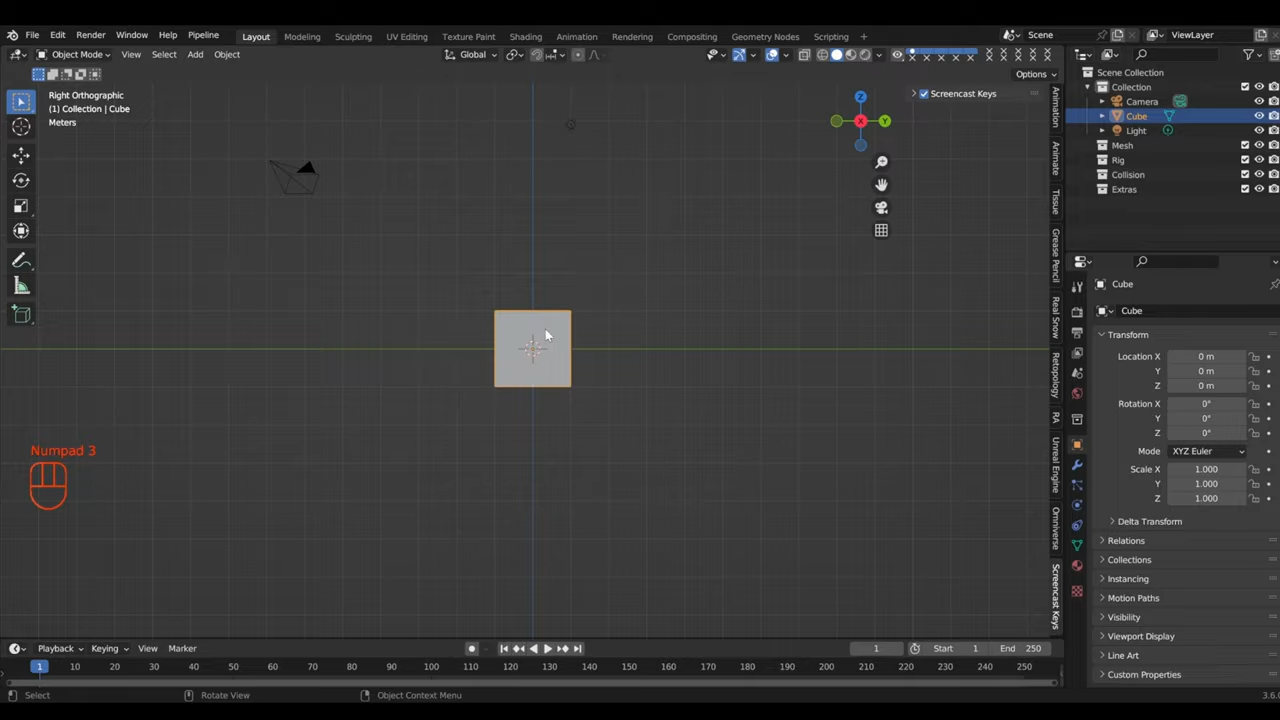 File Edit Render Window Help Pipeline Layout Modeling Sculpting UV Editing Texture Paint Shading Animation Rendering Compositing Geometry Nodes Scripting + Scene ViewLayer
Object Mode View Select Add Object Global
Options
Right Orthographic
(1) Collection | Cube
Meters
Screencast Keys
Z
X
Y
Animation
Animate
Tissue
Grease Pencil
Real Snow
Retopology
RA
Unreal Engine
Omniverse
Screencast Keys
Scene Collection
Collection
Camera
Cube
Light
Mesh
Rig
Collision
Extras
Cube
Cube
Transform
Location X 0 m
Y 0 m
Z 0 m
Rotation X 0°
Y 0°
Z 0°
Mode XYZ Euler
Scale X 1.000
Y 1.000
Z 1.000
Delta Transform
Relations
Collections
Instancing
Motion Paths
Visibility
Viewport Display
Line Art
Custom Properties
Numpad 3
Playback Keying View Marker 1 Start 1 End 250
1 10 20 30 40 50 60 70 80 90 100 110 120 130 140 150 160 170 180 190 200 210 220 230 240 250
Select Rotate View Object Context Menu